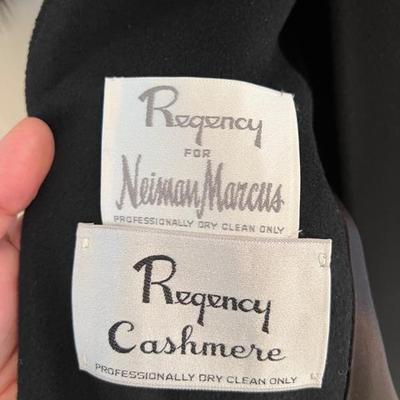 Regency
FOR
Neiman Marcus
PROFESSIONALLY DRY CLEAN ONLY
Regency
Cashmere
PROFESSIONALLY DRY CLEAN ONLY